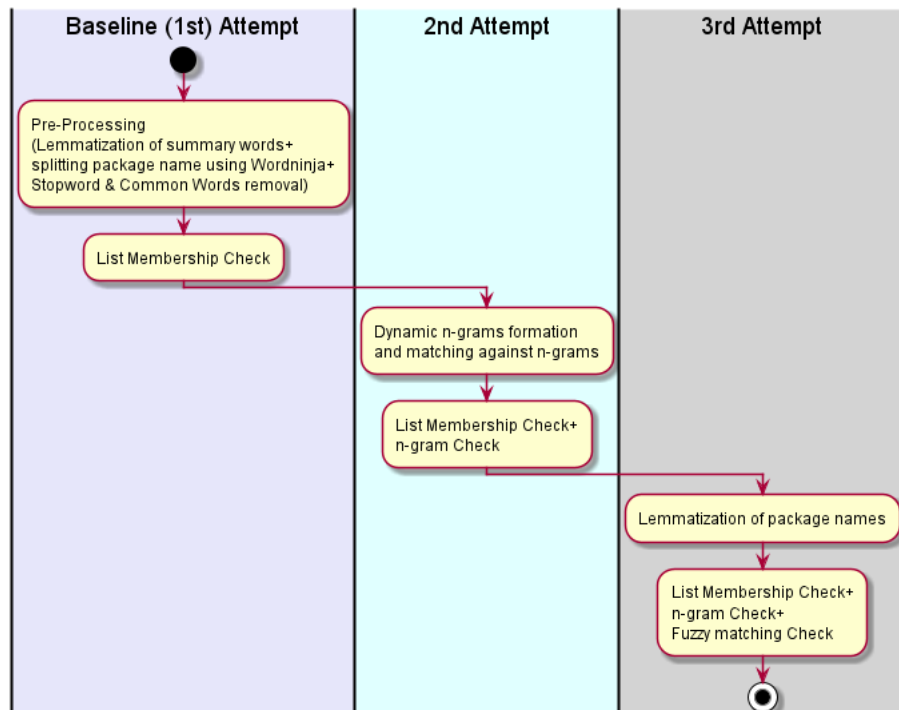 Baseline (1st) Attempt
2nd Attempt
3rd Attempt
Pre-Processing
(Lemmatization of summary words+
splitting package name using Wordninja+
Stopword & Common Words removal)
List Membership Check
Dynamic n-grams formation
and matching against n-grams
List Membership Check+
n-gram Check
Lemmatization of package names
List Membership Check+
n-gram Check+
Fuzzy matching Check